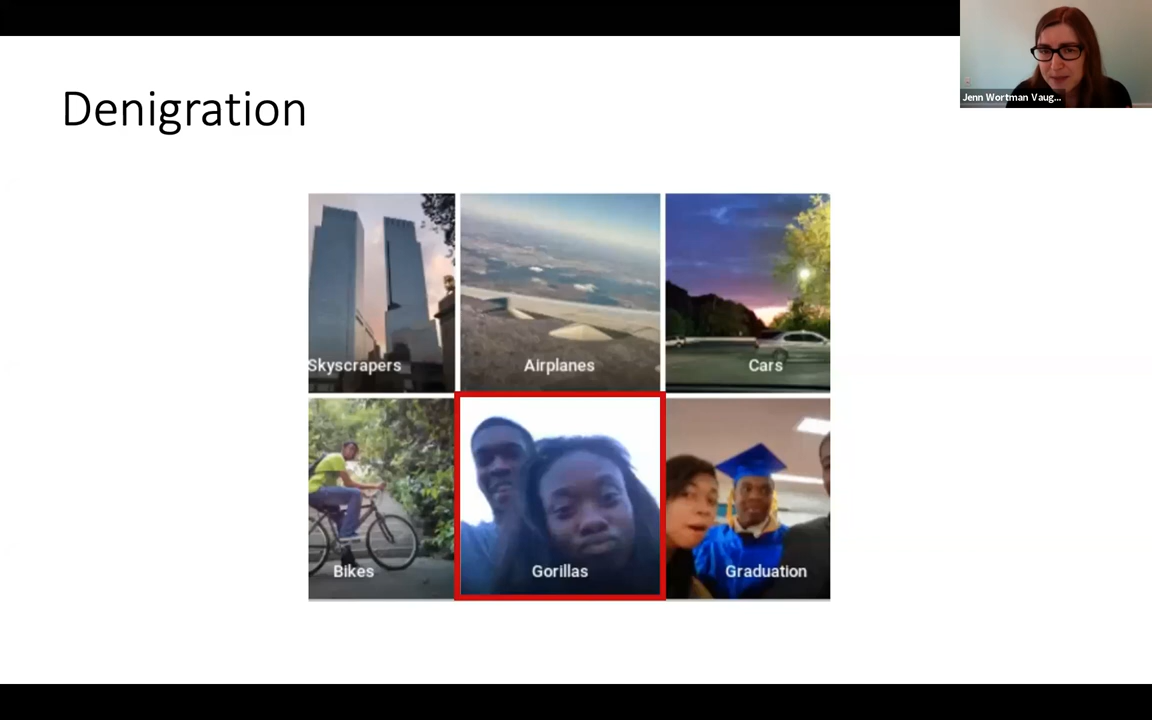 Denigration
Jenn Wortman Vaug...
Skyscrapers
Airplanes
Cars
Bikes
Gorillas
Graduation